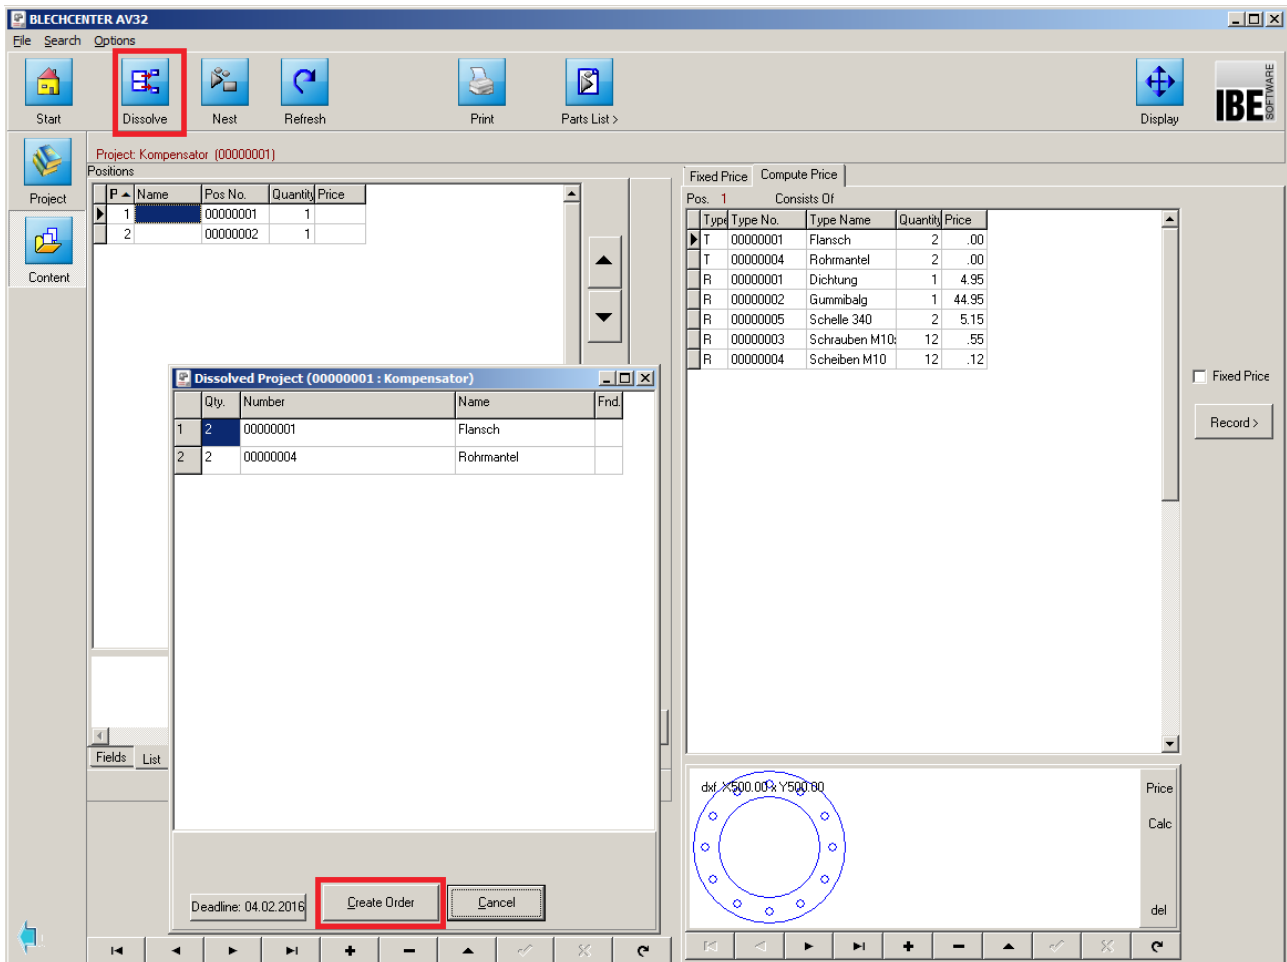 BLECHCENTER AV32
File Search Options
Start Dissolve Nest Refresh Print Parts List > Display
IBE SOFTWARE
Project
Content
Project: Kompensator (00000001)
Positions
P Name Pos No. Quantity Price
1 00000001 1
2 00000002 1
Fixed Price Compute Price
Pos. 1 Consists Of
Type Type No. Type Name Quantity Price
T 00000001 Flansch 2 .00
T 00000004 Rohrmantel 2 .00
R 00000001 Dichtung 1 4.95
R 00000002 Gummibalg 1 44.95
R 00000005 Schelle 340 2 5.15
R 00000003 Schrauben M10: 12 .55
R 00000004 Scheiben M10 12 .12
Fixed Price
Record >
Dissolved Project (00000001 : Kompensator)
Qty. Number Name Fnd.
1 2 00000001 Flansch
2 2 00000004 Rohrmantel
Deadline: 04.02.2016 Create Order Cancel
Fields List
dxf X500.00 x Y500.00
Price
Calc
del